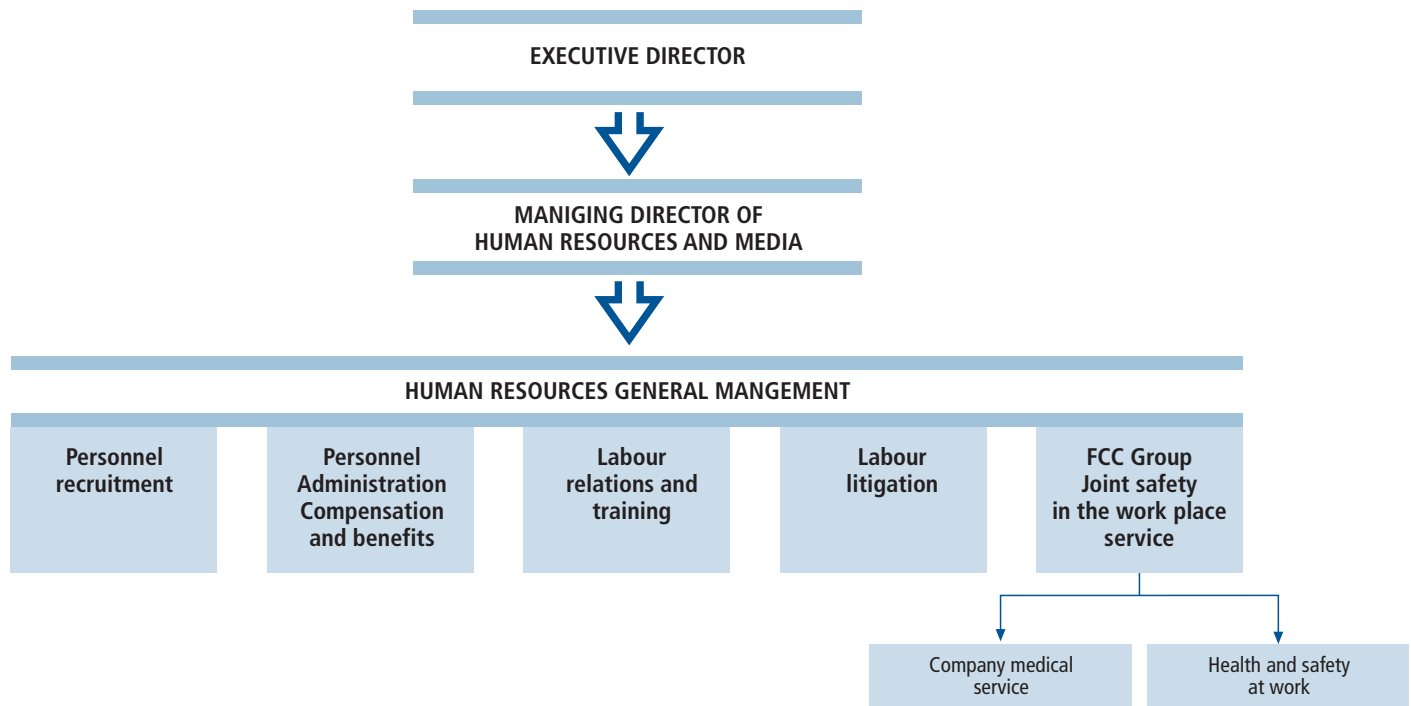 EXECUTIVE DIRECTOR
MANIGING DIRECTOR OF
HUMAN RESOURCES AND MEDIA
HUMAN RESOURCES GENERAL MANGEMENT
Personnel
recruitment
Personnel
Administration
Compensation
and benefits
Labour
relations and
training
Labour
litigation
FCC Group
Joint safety
in the work place
service
Company medical
service
Health and safety
at work